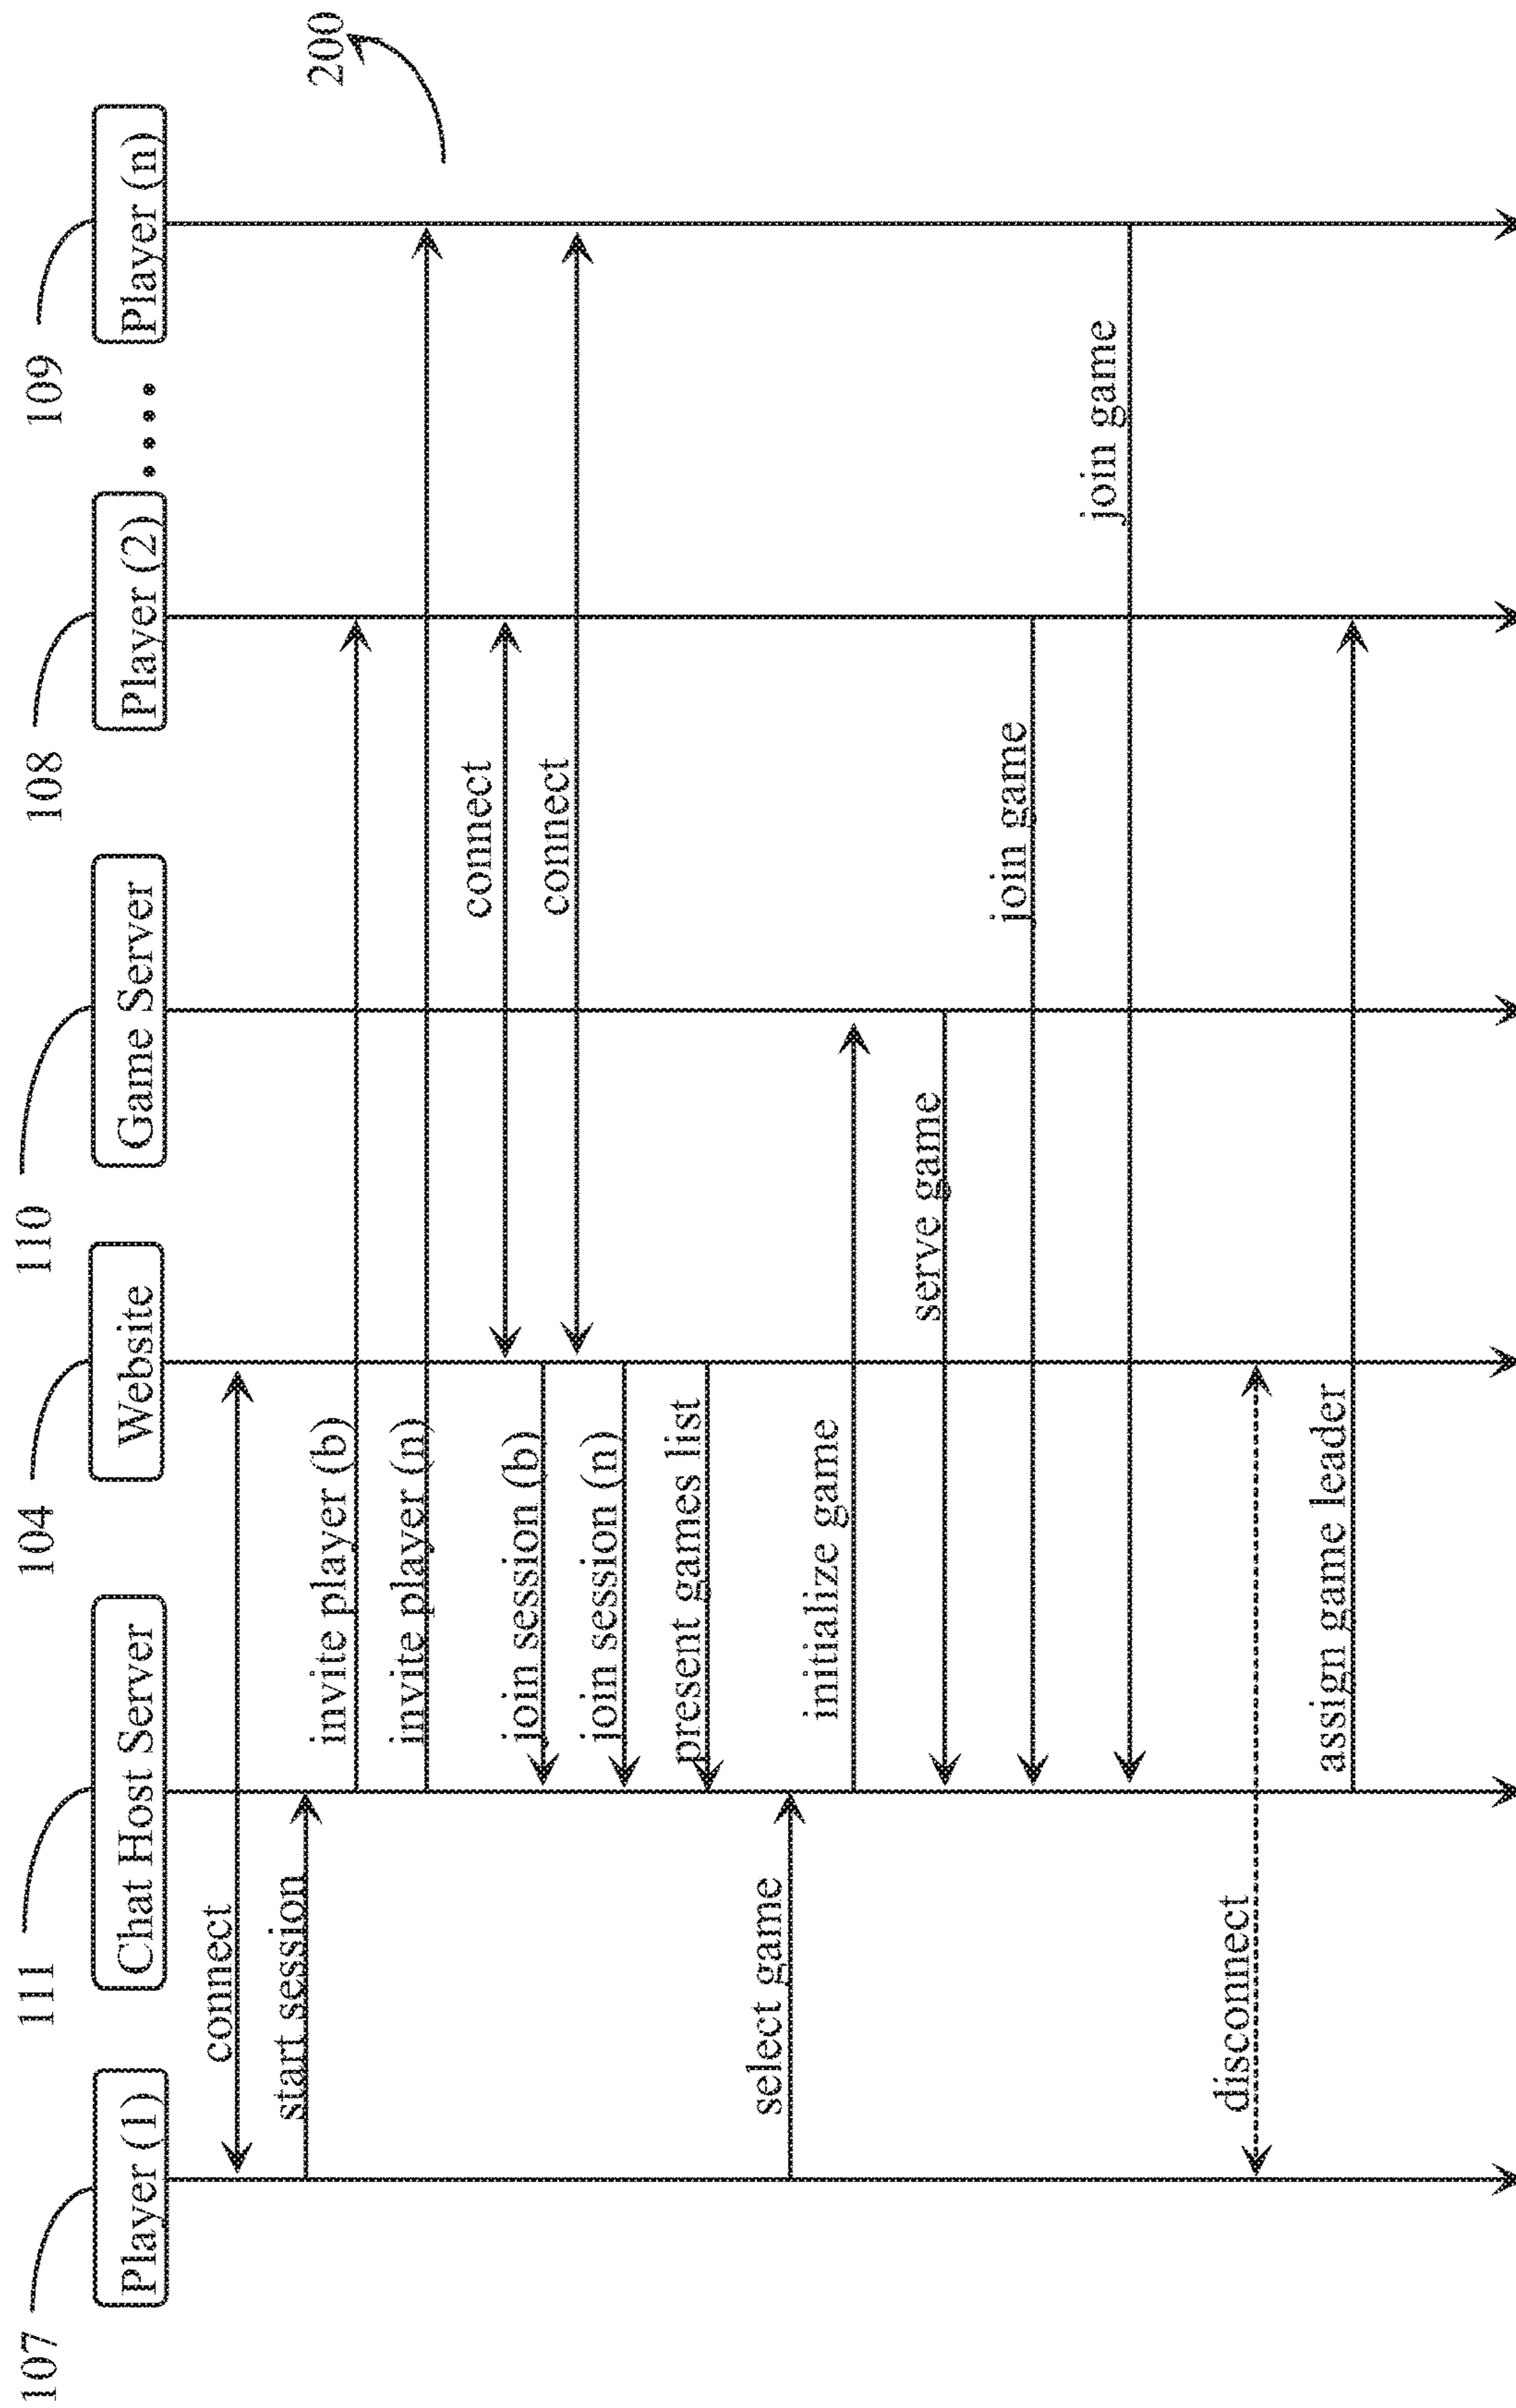 200
107
111
104
110
108
109
Player (1)
Chat Host Server
Website
Game Server
Player (2)
Player (n)
connect
start session
invite player (b)
invite player (n)
connect
join session (b)
connect
join session (n)
present games list
select game
initialize game
serve game
join game
join game
disconnect
assign game leader